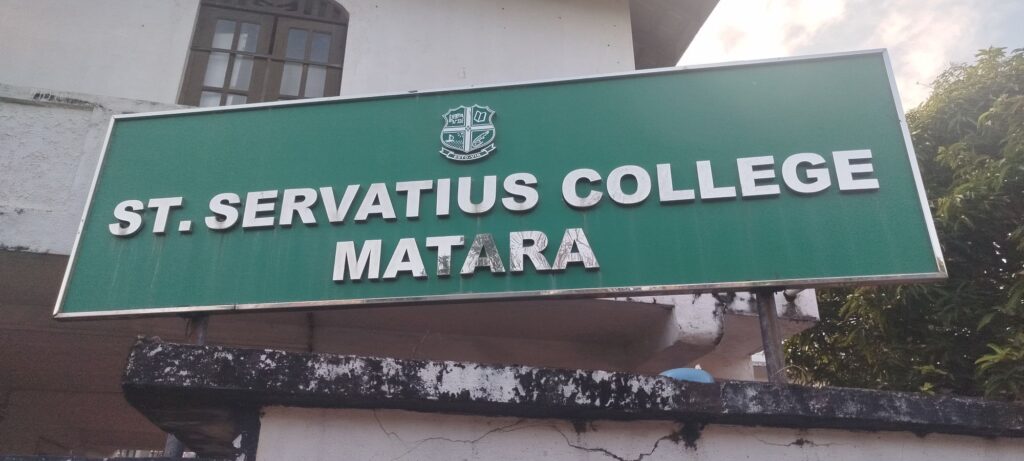 ST. SERVATIUS COLLEGE
MATARA